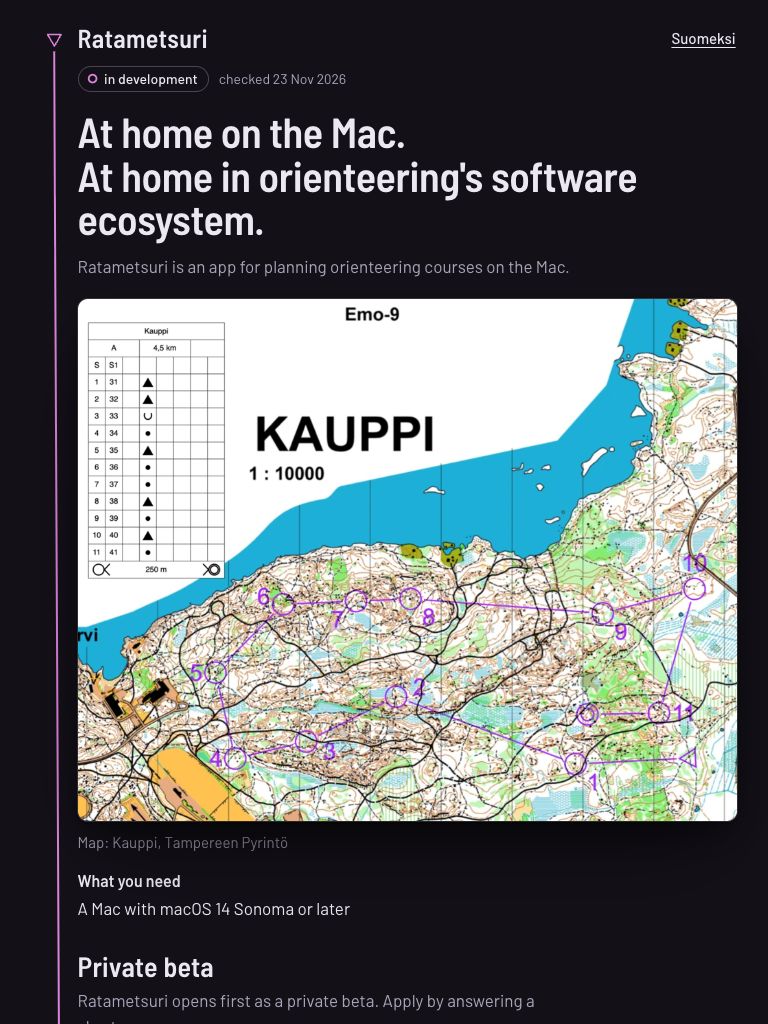 Ratametsuri
Suomeksi
in development
checked 23 Nov 2026
At home on the Mac.
At home in orienteering's software
ecosystem.
Ratametsuri is an app for planning orienteering courses on the Mac.
Emo-9
Kauppi
A 4,5 km
S S1
1 31
2 32
3 33
4 34
5 35
6 36
7 37
8 38
9 39
10 40
11 41
250 m
KAUPPI
1 : 10000
rvi
10
6
7
8
9
5
2
11
4
3
1
Map: Kauppi, Tampereen Pyrintö
What you need
A Mac with macOS 14 Sonoma or later
Private beta
Ratametsuri opens first as a private beta. Apply by answering a